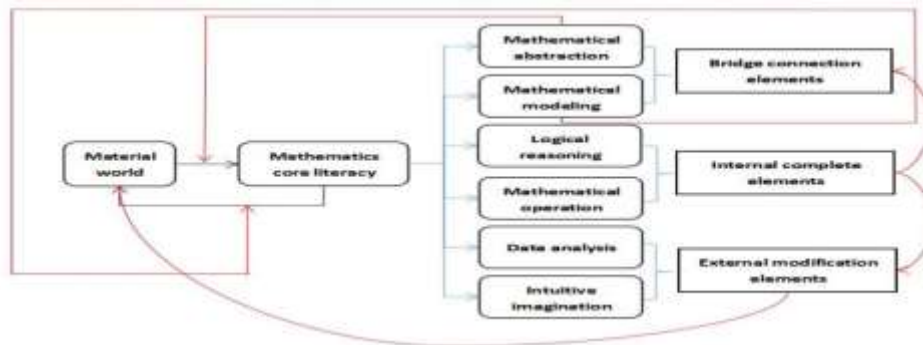 Mathematical
abstraction
Bridge connection
elements
Mathematical
modeling
Logical
reasoning
Material
world
Mathematics
core literacy
Internal complete
elements
Mathematical
operation
Data analysis
External modification
elements
Intuitive
imagination